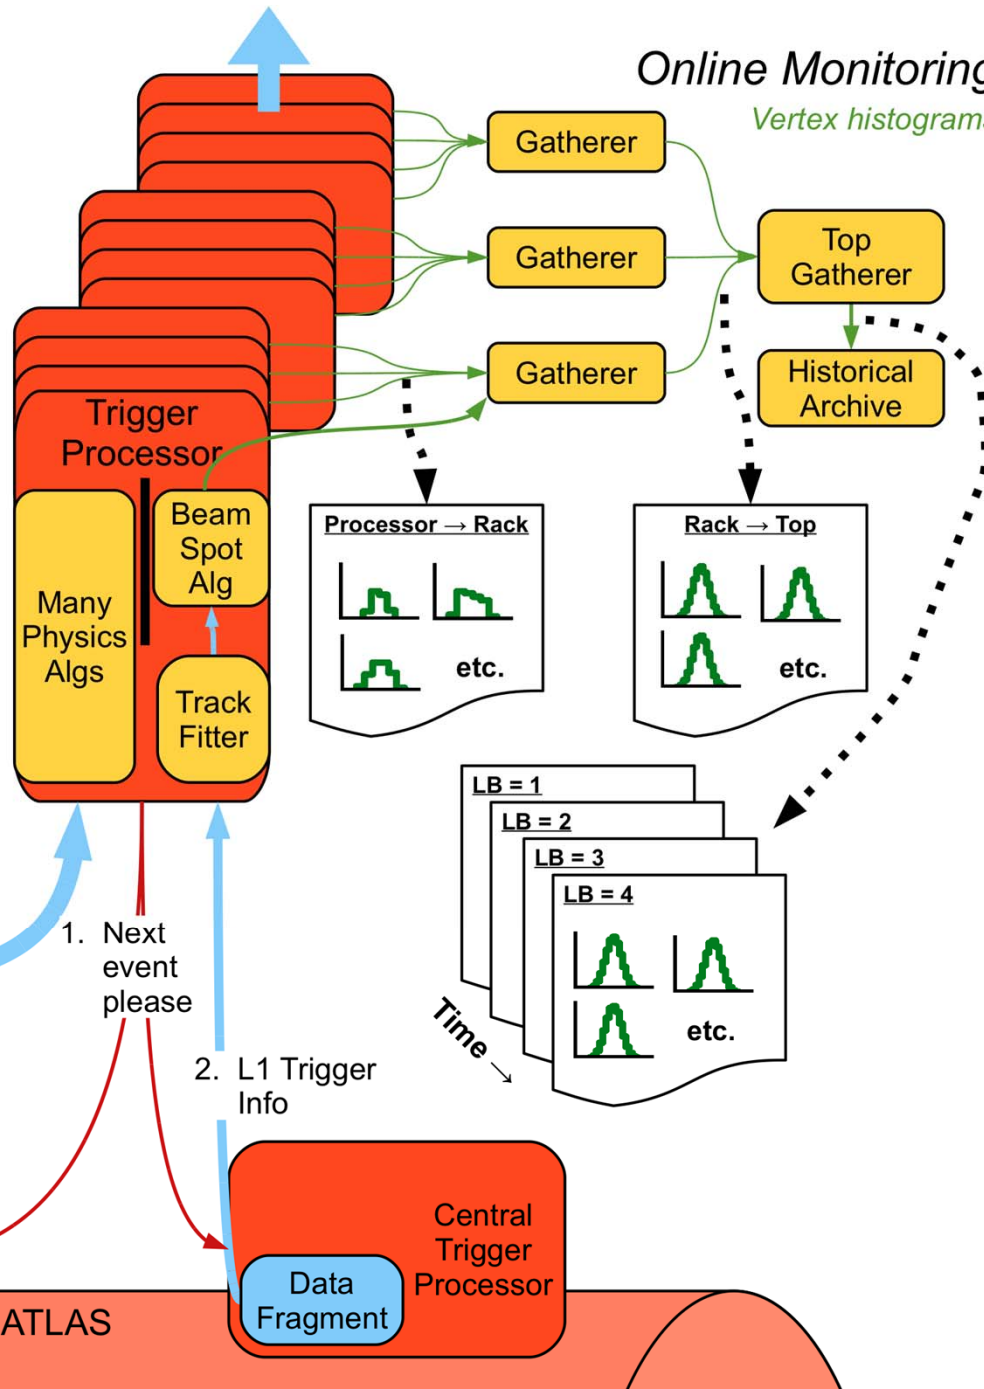 Online Monitoring
Vertex histograms
Gatherer
Gatherer
Gatherer
Top
Gatherer
Historical
Archive
Trigger
Processor
Beam
Spot
Alg
Many
Physics
Algs
Track
Fitter
Processor → Rack
etc.
Rack → Top
etc.
LB = 1
LB = 2
LB = 3
LB = 4
etc.
Time →
1. Next
event
please
2. L1 Trigger
Info
Central
Trigger
Processor
Data
Fragment
ATLAS